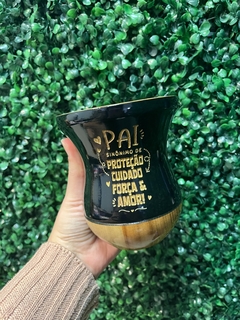 PAI
SINÔNIMO DE
PROTEÇÃO
CUIDADO
FORÇA &
AMOR!